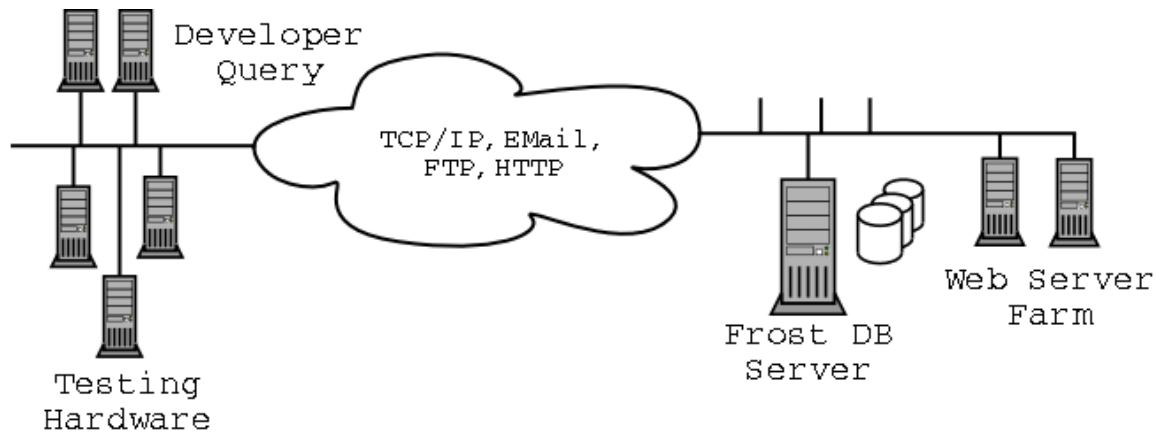 Developer
Query
TCP/IP, EMail,
FTP, HTTP
Testing
Hardware
Frost DB
Server
Web Server
Farm